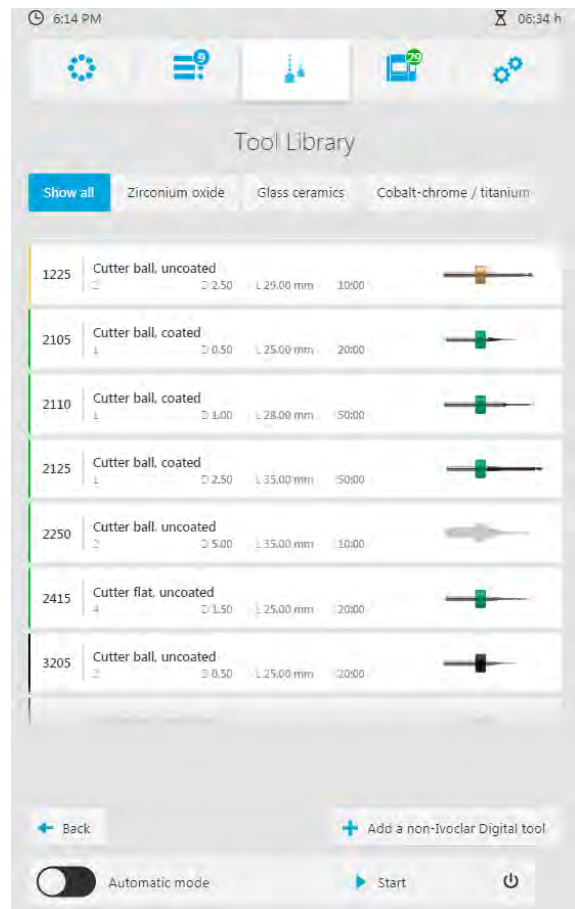 6:14 PM 06:34 h
9 29
Tool Library
Show all Zirconium oxide Glass ceramics Cobalt-chrome / titanium
1225 Cutter ball, uncoated
2 D 2.50 L 29.00 mm 10:00
2105 Cutter ball, coated
1 D 0.50 L 25.00 mm 20:00
2110 Cutter ball, coated
1 D 1.00 L 28.00 mm 50:00
2125 Cutter ball, coated
1 D 2.50 L 35.00 mm 50:00
2250 Cutter ball, uncoated
2 D 5.00 L 35.00 mm 10:00
2415 Cutter flat, uncoated
4 D 1.50 L 25.00 mm 20:00
3205 Cutter ball, uncoated
2 D 0.50 L 25.00 mm 20:00
Back Add a non-Ivoclar Digital tool
Automatic mode Start